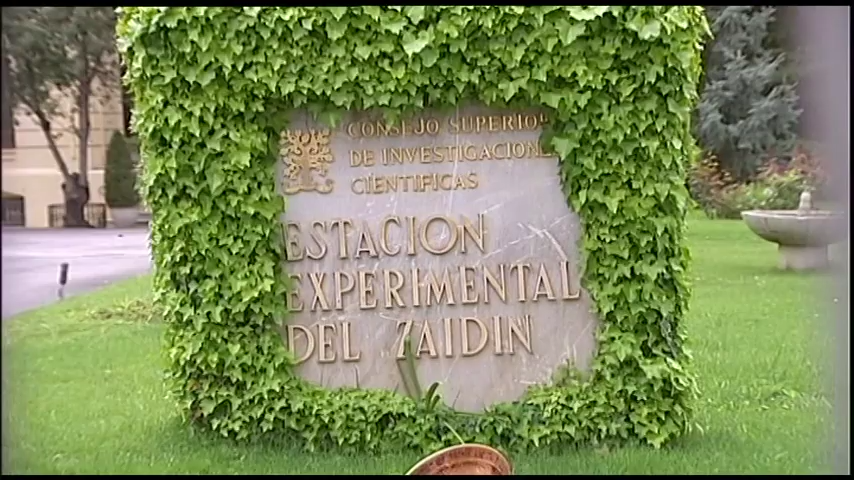 CONSEJO SUPERIOR
DE INVESTIGACIONES
CIENTIFICAS
ESTACION
EXPERIMENTAL
DEL ZAIDIN